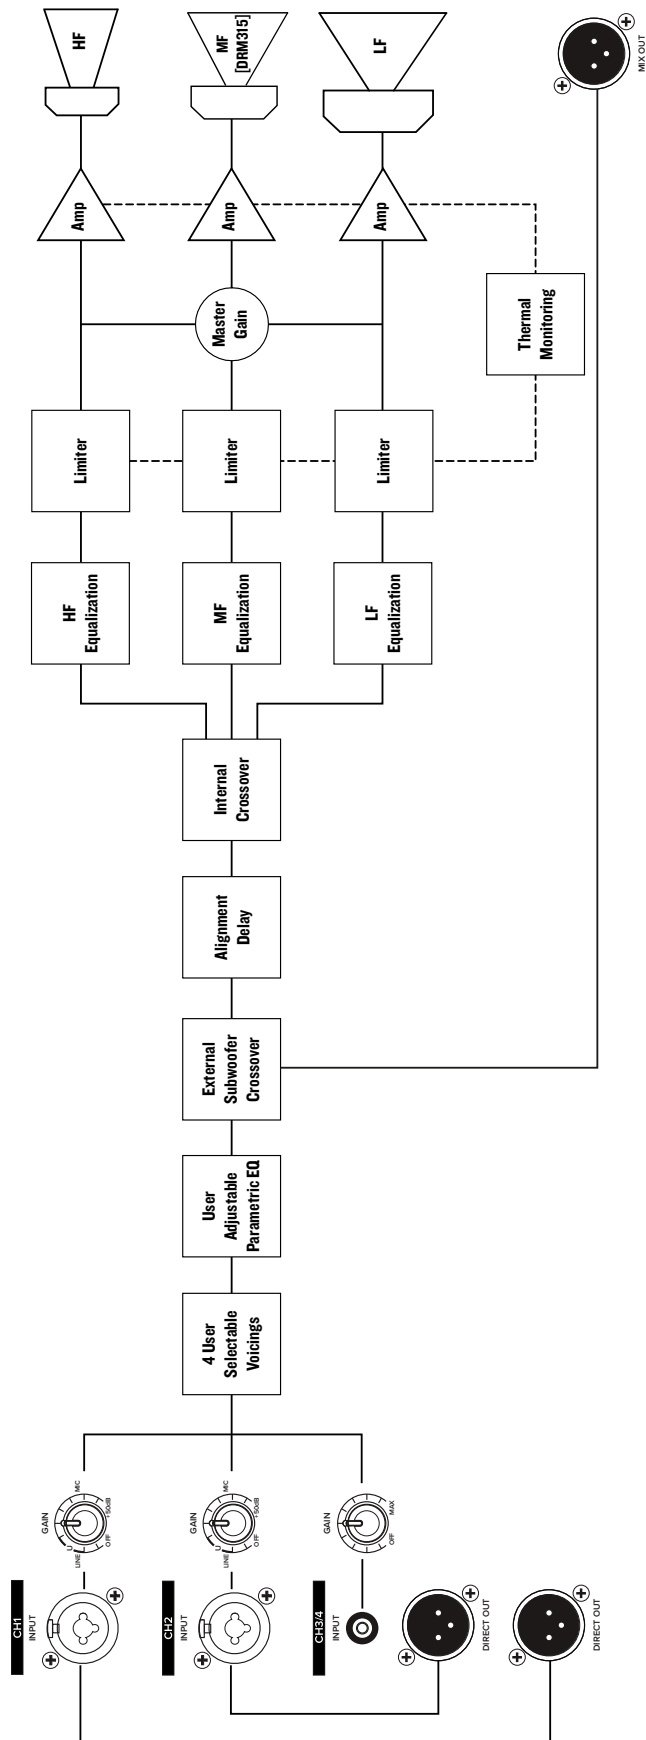 HF
MF
[DRM315]
LF
MIX OUT
Amp
Amp
Amp
Master
Gain
Thermal
Monitoring
Limiter
Limiter
Limiter
HF
Equalization
MF
Equalization
LF
Equalization
Internal
Crossover
Alignment
Delay
External
Subwoofer
Crossover
User
Adjustable
Parametric EQ
4 User
Selectable
Voicings
GAIN
U
LINE
MIC
OFF
+50dB
GAIN
U
LINE
MIC
OFF
+50dB
GAIN
OFF
MAX
CH1
INPUT
CH2
INPUT
CH3/4
INPUT
DIRECT OUT
DIRECT OUT